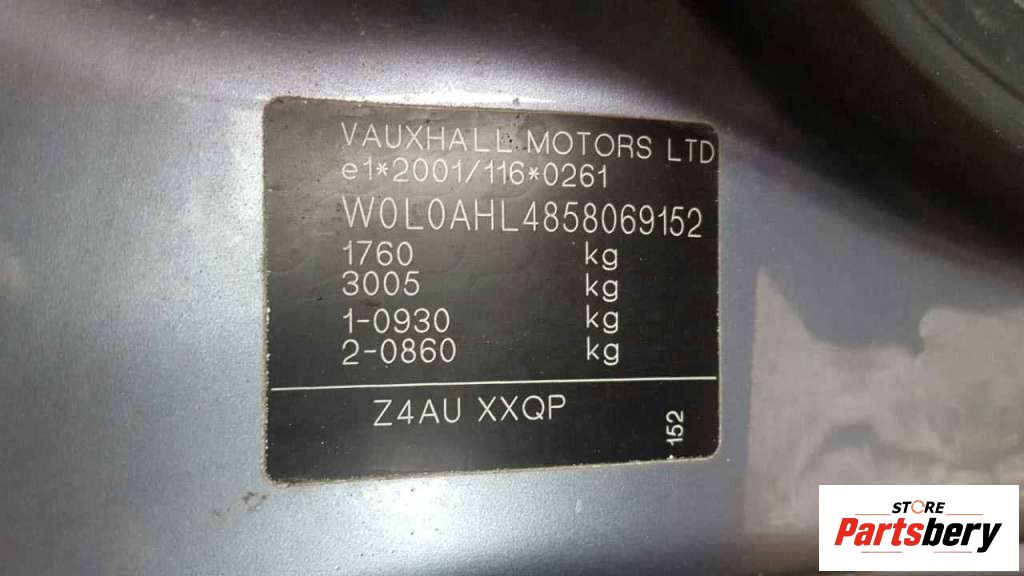 VAUXHALL MOTORS LTD
e1*2001/116*0261
W0L0AHL4858069152
1760 kg
3005 kg
1-0930 kg
2-0860 kg
Z4AU XXQP
152
STORE
Partsbery